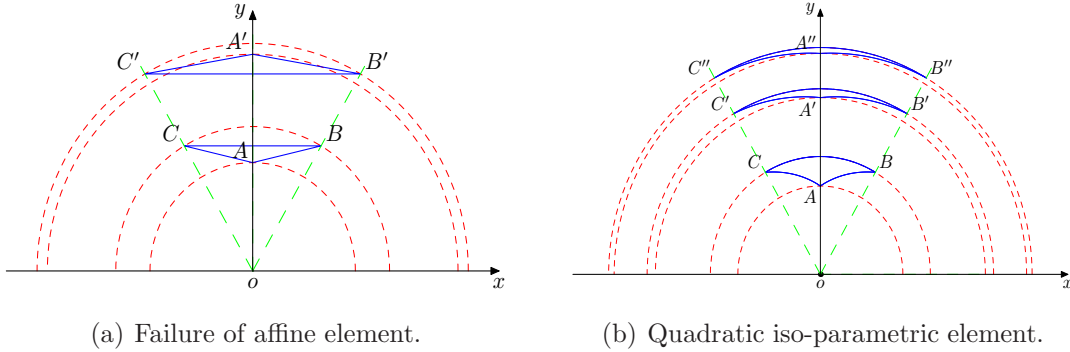 y
A′
C′
B′
C
B
A
o
x
(a) Failure of affine element.
y
A′′
C′′
B′′
C′
B′
A′
C
B
A
o
x
(b) Quadratic iso-parametric element.